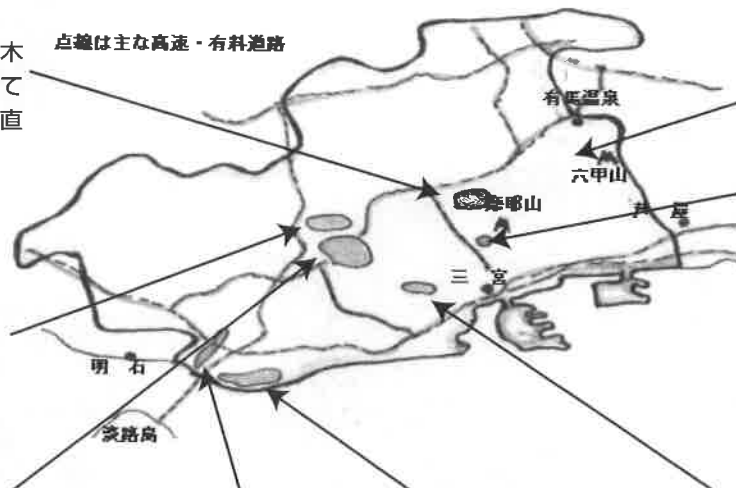 木
て
直
点線は主な高速・有料道路
有馬温泉
六甲山
摩耶山
芦屋
三宮
明石
淡路島